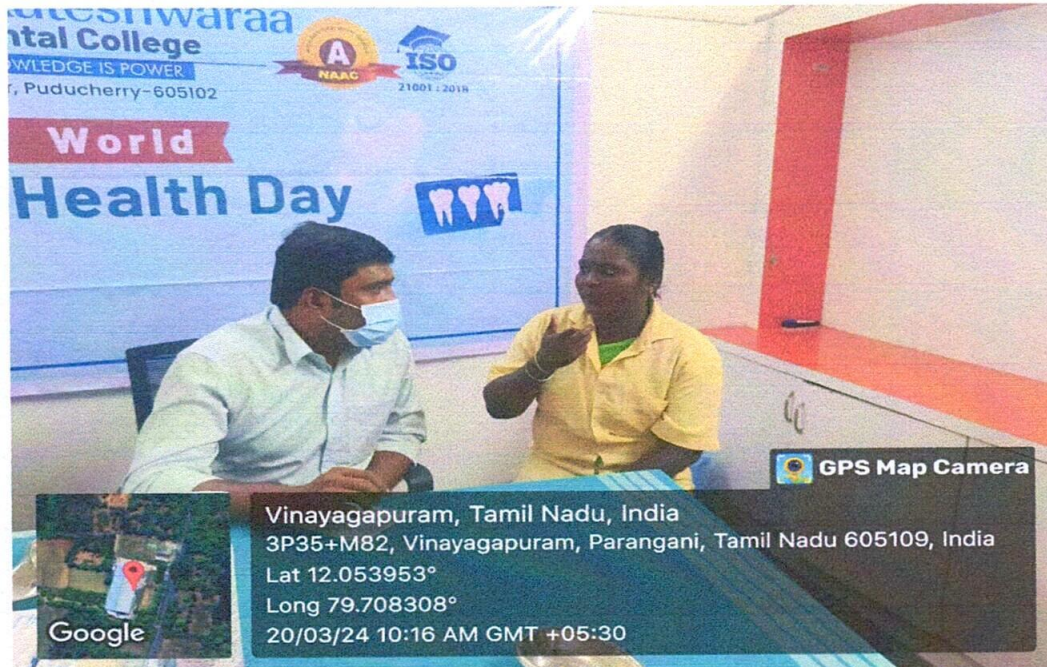 ntal College
KNOWLEDGE IS POWER
Puducherry-605102
A
NAAC
ISO
21001 : 2018
World
Health Day
GPS Map Camera
Vinayagapuram, Tamil Nadu, India
3P35+M82, Vinayagapuram, Parangani, Tamil Nadu 605109, India
Lat 12.053953°
Long 79.708308°
20/03/24 10:16 AM GMT +05:30
Google